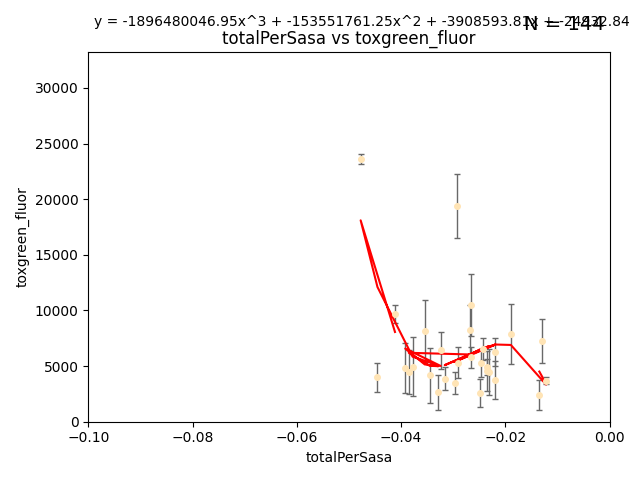 y = -1896480046.95x^3 + -153551761.25x^2 + -3908593.81x + -24932.84
N = 144
totalPerSasa vs toxgreen_fluor
30000
25000
20000
15000
10000
5000
0
toxgreen_fluor
−0.10 −0.08 −0.06 −0.04 −0.02 0.00
totalPerSasa